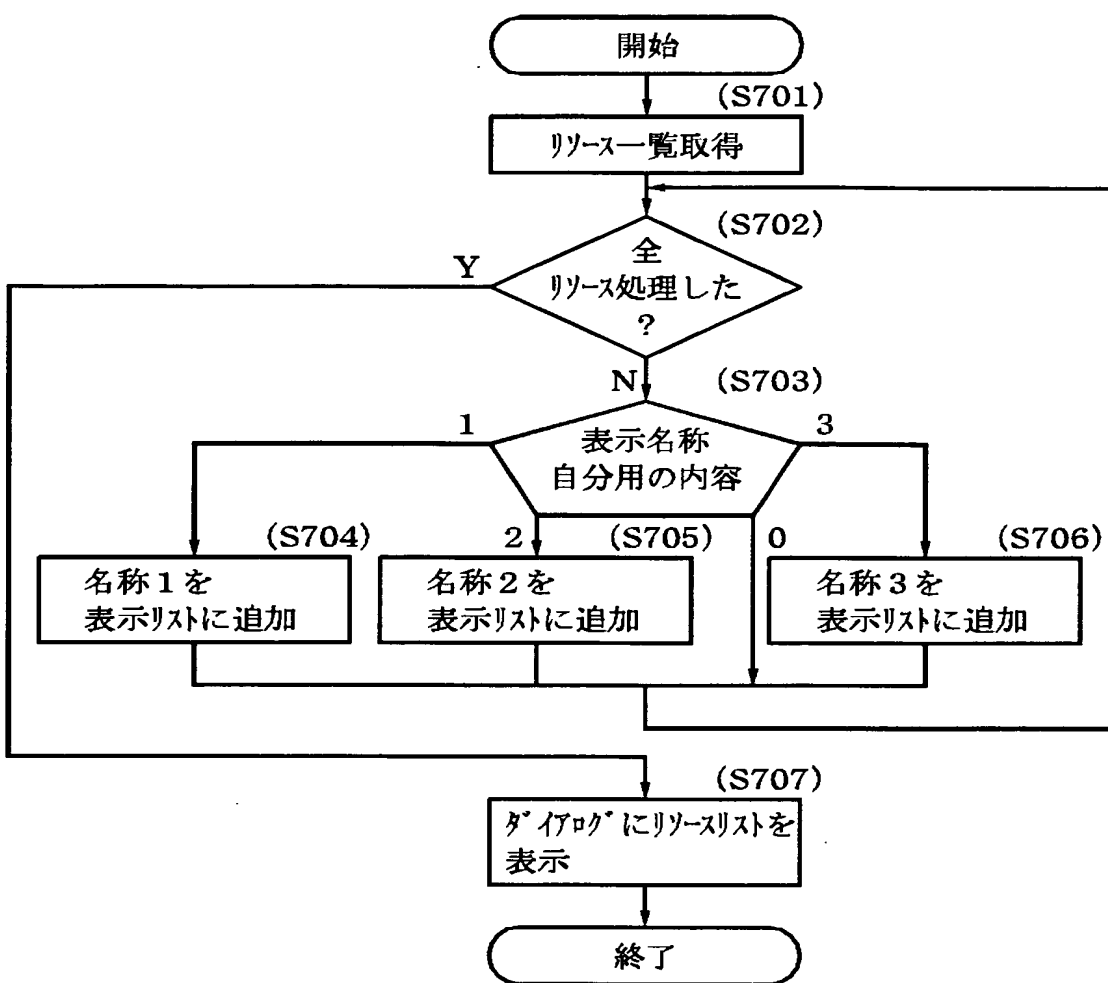 開始
(S701)
ﾘｿｰｽ一覧取得
(S702)
Y
全
ﾘｿｰｽ処理した
?
N
(S703)
1
3
表示名称
自分用の内容
(S704)
2
(S705)
0
(S706)
名称1を
表示ﾘｽﾄに追加
名称2を
表示ﾘｽﾄに追加
名称3を
表示ﾘｽﾄに追加
(S707)
ﾀﾞｲｱﾛｸﾞにﾘｿｰｽﾘｽﾄを
表示
終了